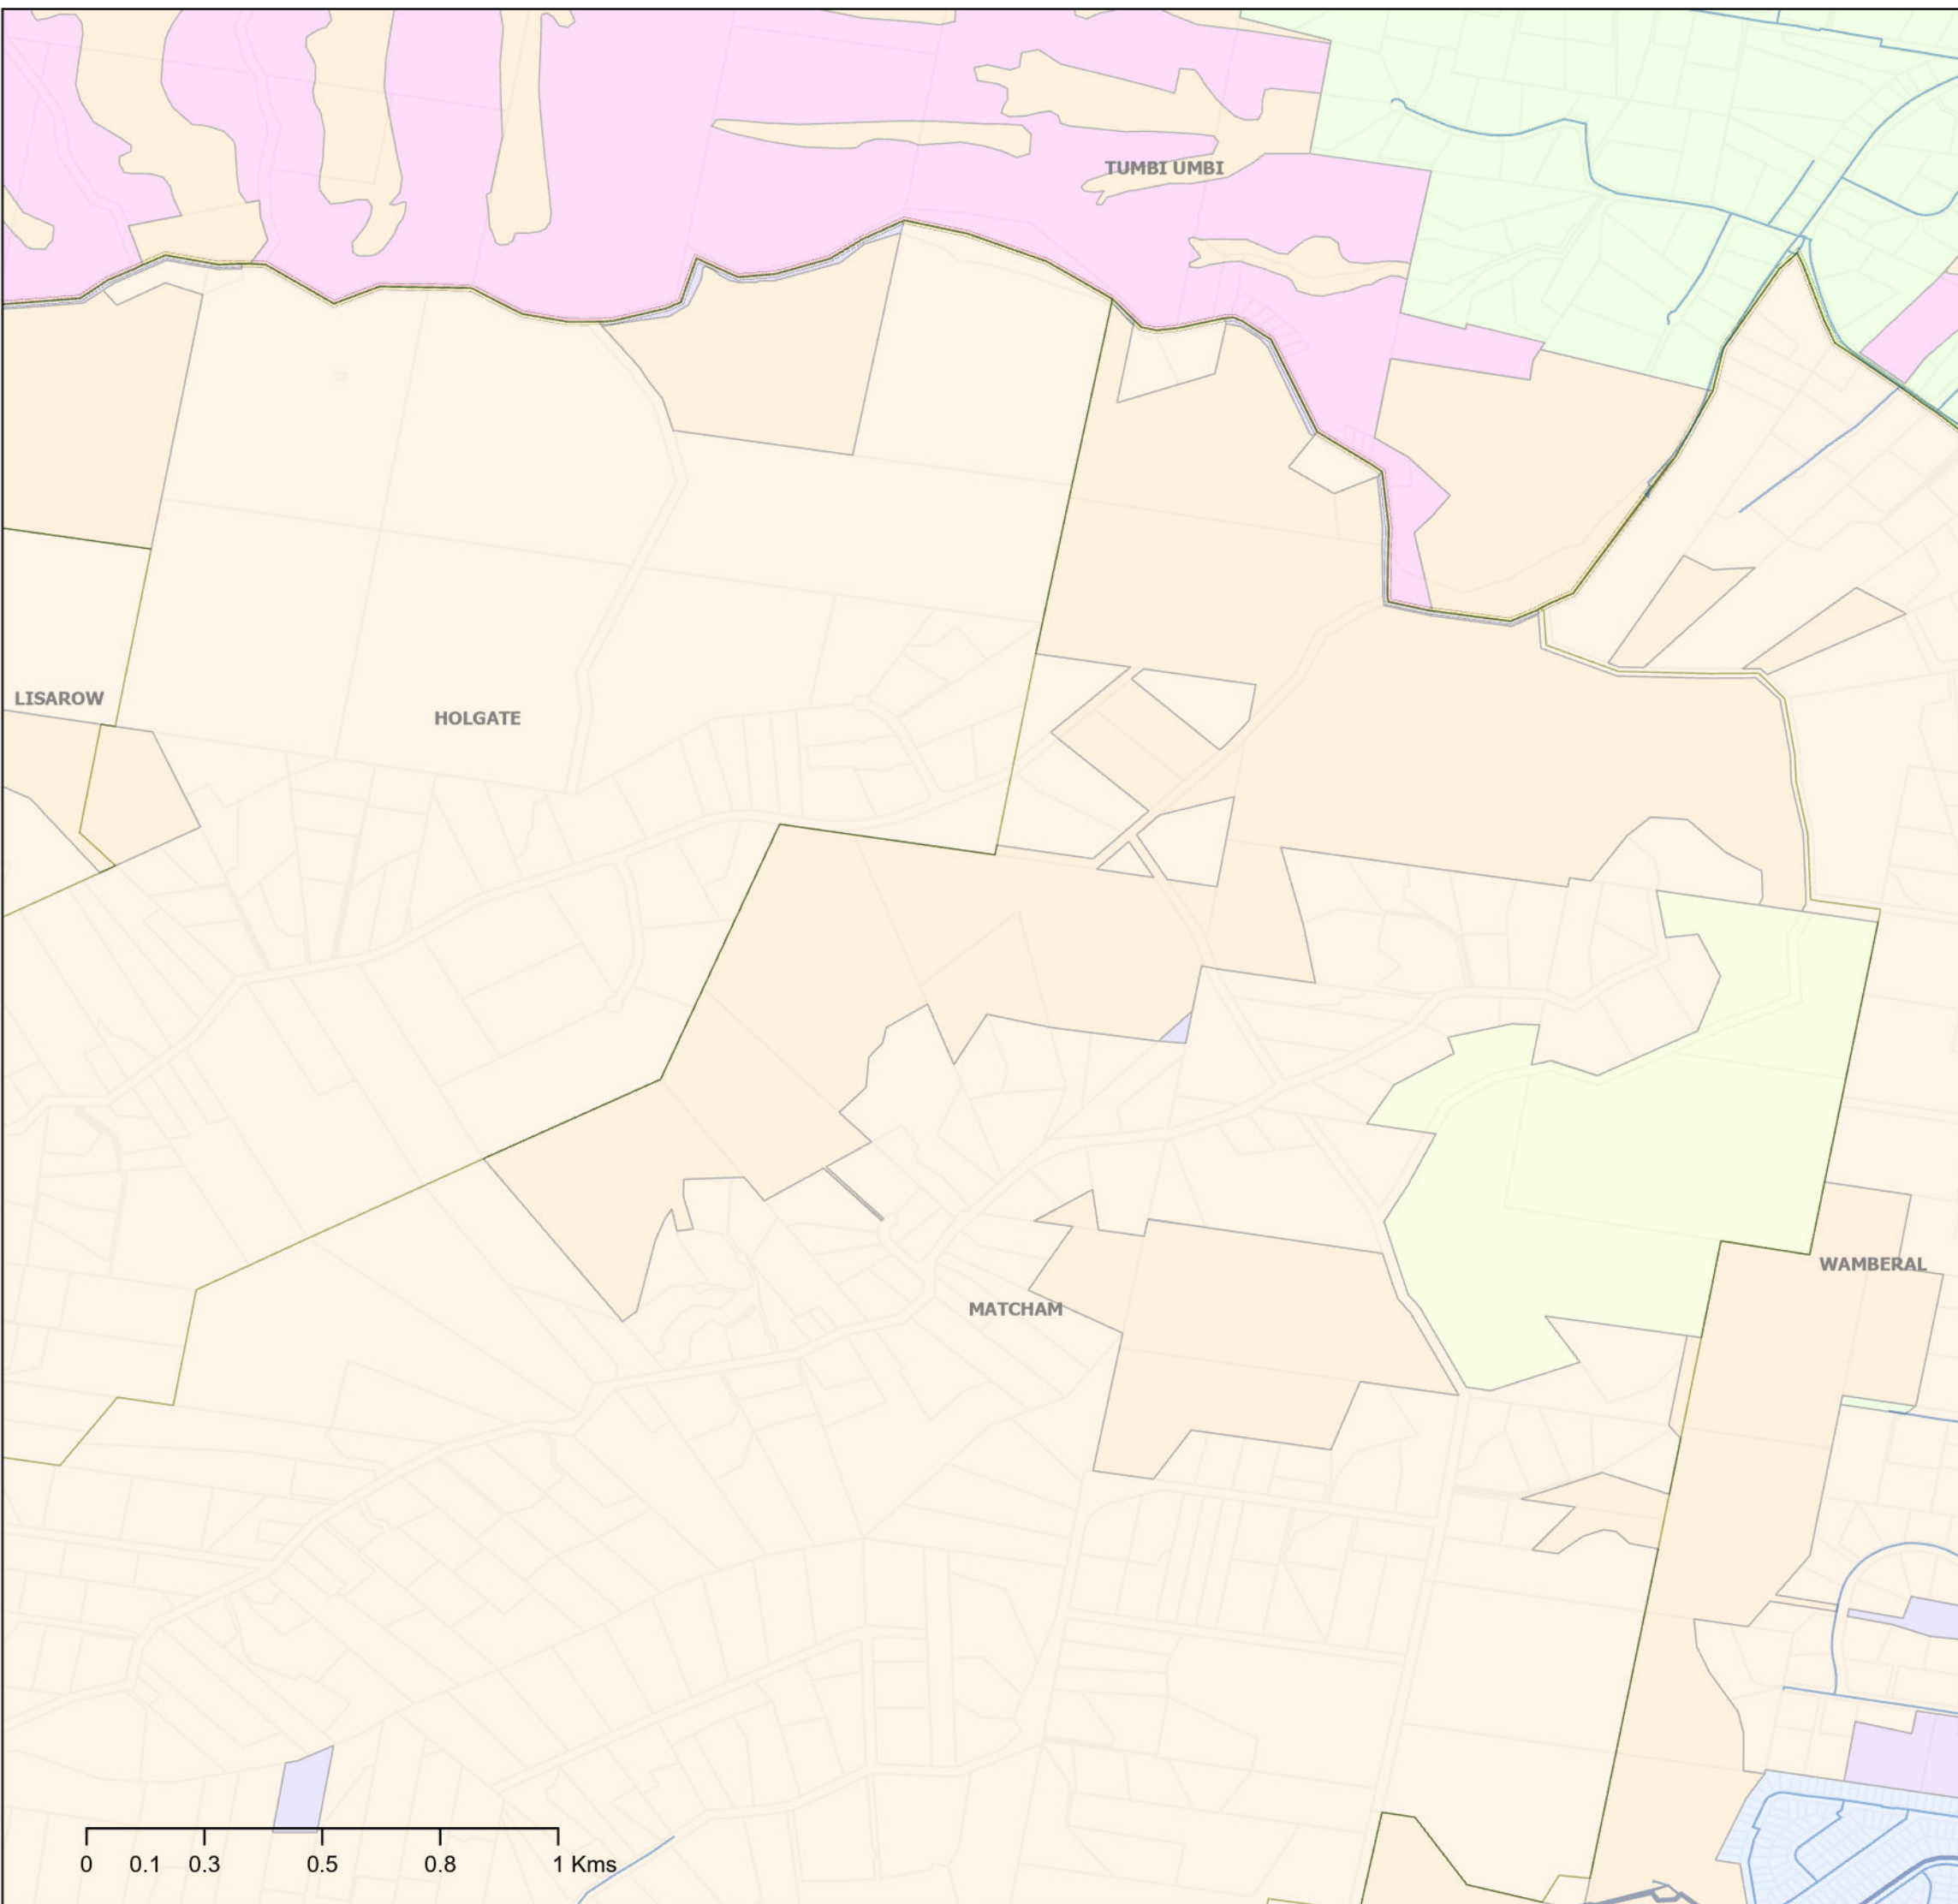 TUMBI UMBI
LISAROW
HOLGATE
WAMBERAL
MATCHAM
0 0.1 0.3 0.5 0.8 1 Kms